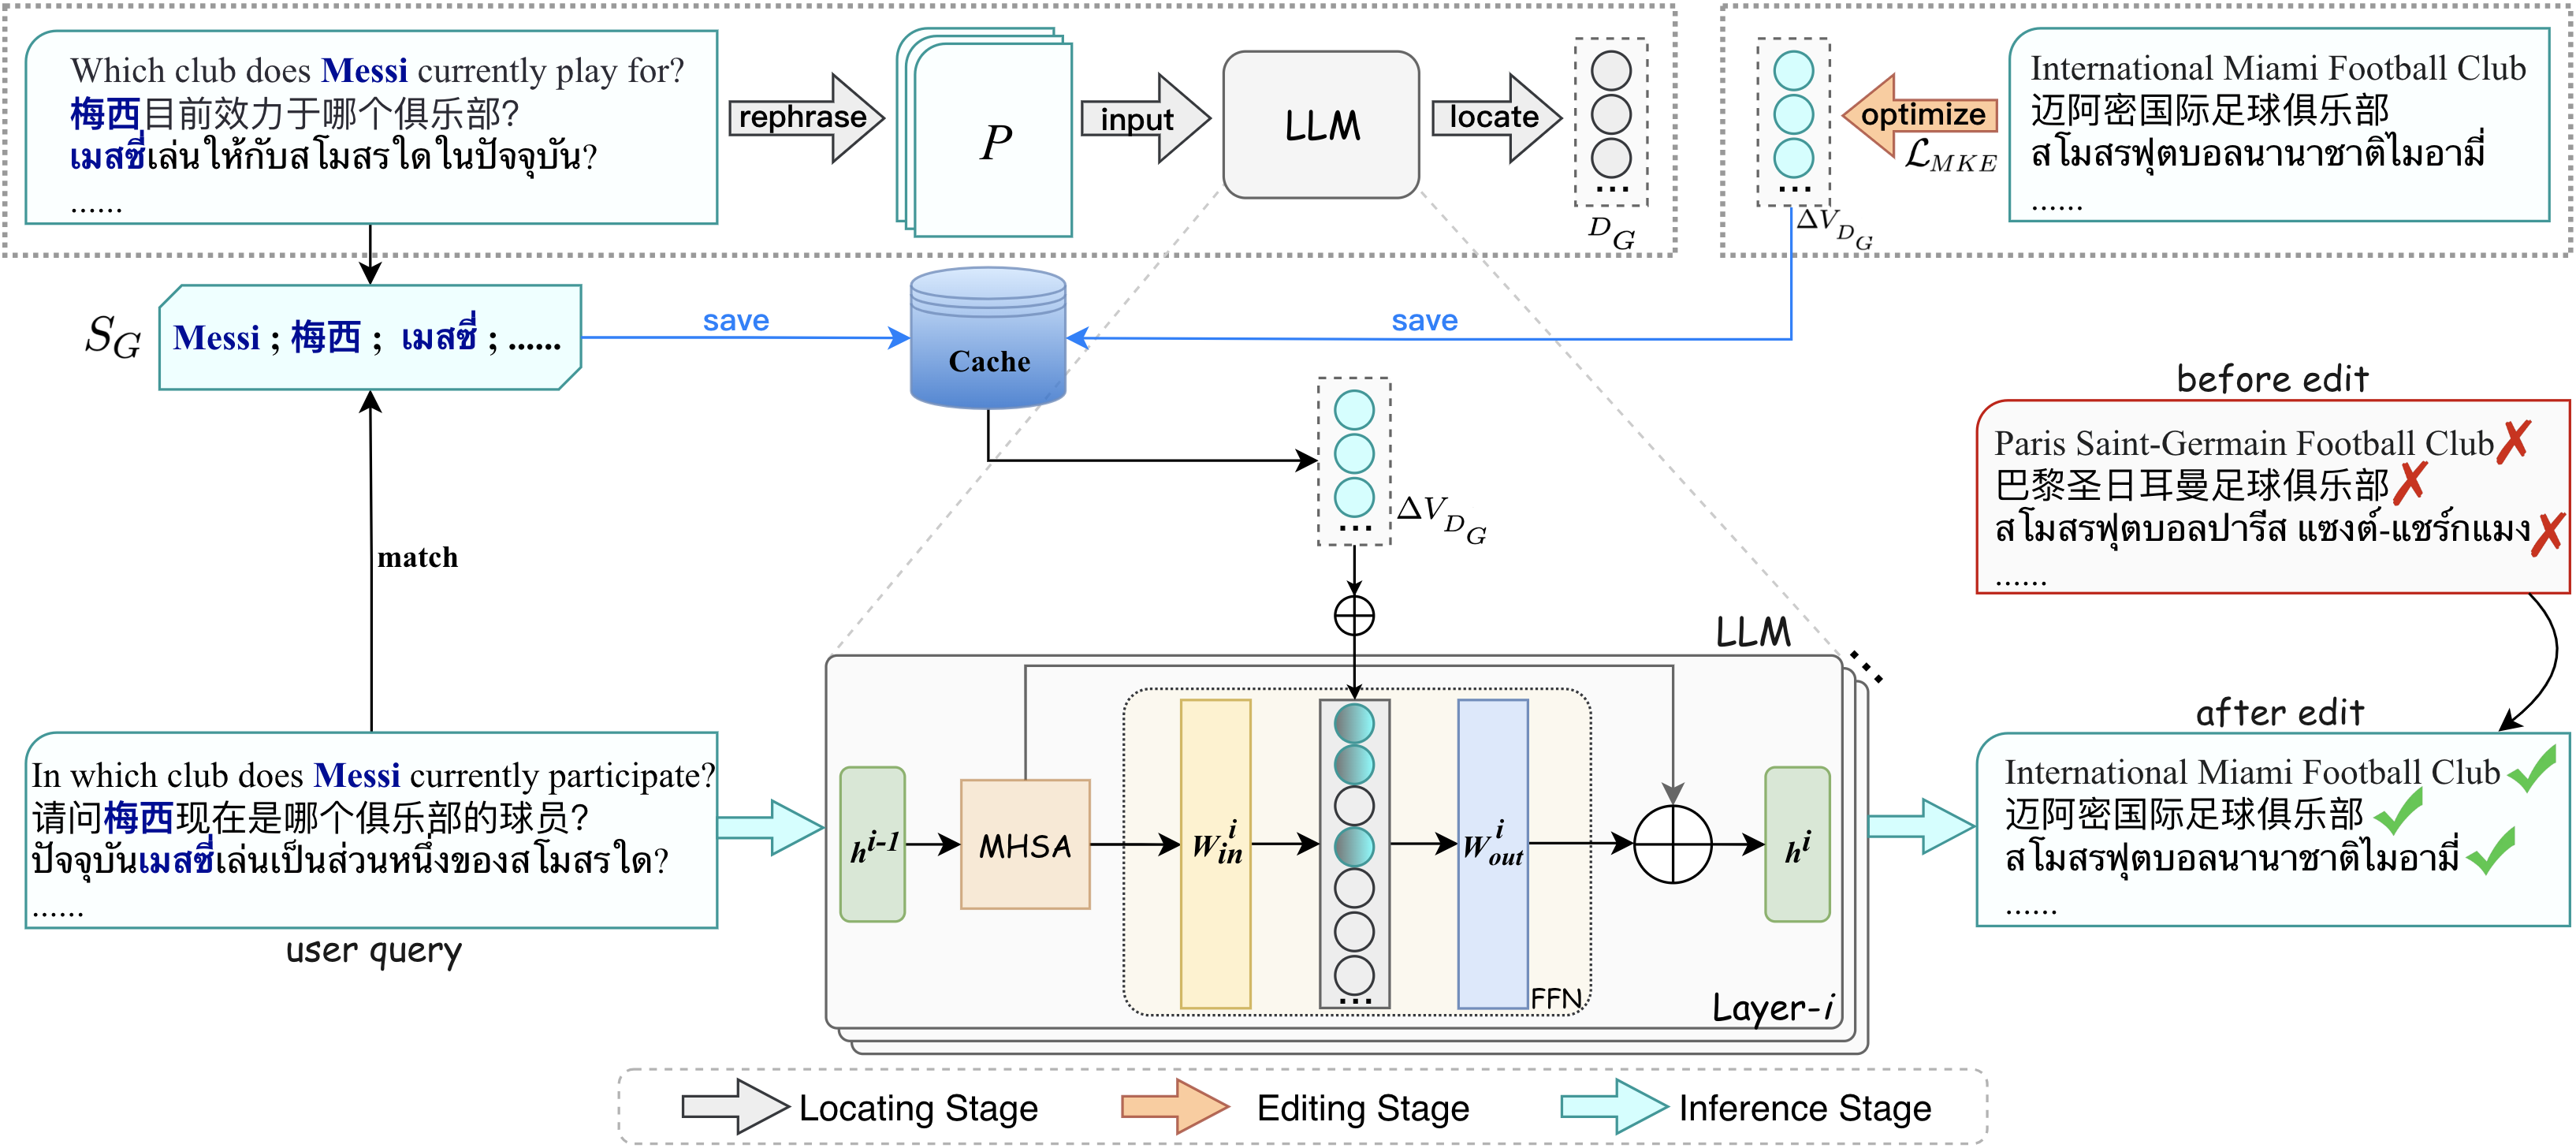 Which club does Messi currently play for?
梅西目前效力于哪个俱乐部?
เมสซี่เล่นให้กับสโมสรใดในปัจจุบัน?
......
rephrase
P
input
LLM
locate
...
D_G
...
ΔV_{D_G}
optimize
ℒ_{MKE}
International Miami Football Club
迈阿密国际足球俱乐部
สโมสรฟุตบอลนานาชาติไมอามี่
......
S_G
Messi ; 梅西 ; เมสซี่ ; ......
save
Cache
save
...
ΔV_{D_G}
match
before edit
Paris Saint-Germain Football Club
巴黎圣日耳曼足球俱乐部
สโมสรฟุตบอลปารีส แซงต์-แชร์กแมง
......
In which club does Messi currently participate?
请问梅西现在是哪个俱乐部的球员?
ปัจจุบันเมสซี่เล่นเป็นส่วนหนึ่งของสโมสรใด?
......
user query
LLM
h^{i-1}
MHSA
W_{in}^{i}
...
W_{out}^{i}
FFN
h^i
Layer-i
after edit
International Miami Football Club
迈阿密国际足球俱乐部
สโมสรฟุตบอลนานาชาติไมอามี่
......
Locating Stage
Editing Stage
Inference Stage